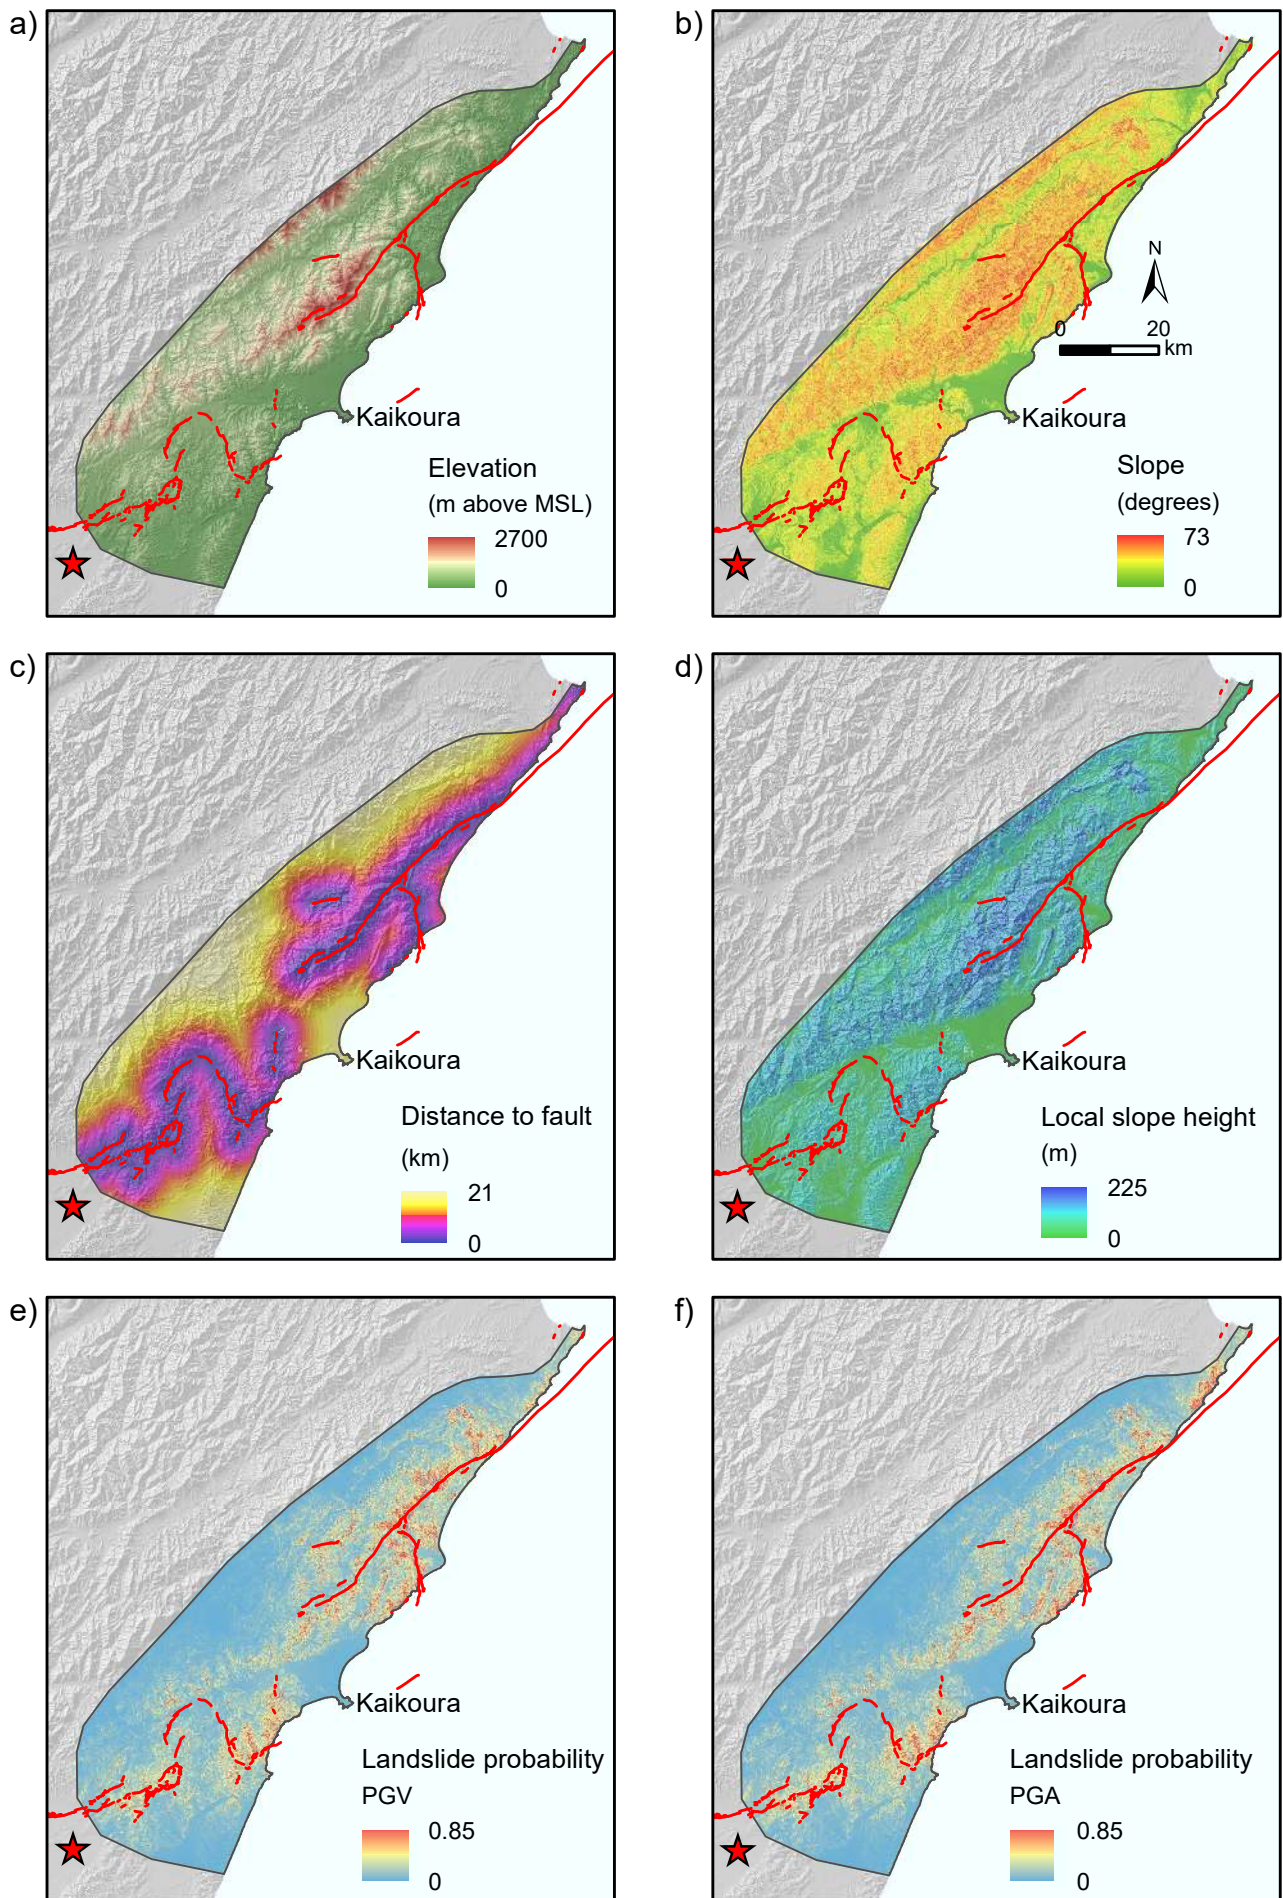 a)
Kaikoura
Elevation
(m above MSL)
2700
0
b)
N
0 20
km
Slope
(degrees)
73
0
c)
Kaikoura
Distance to fault
(km)
21
0
d)
Local slope height
(m)
225
0
e)
Kaikoura
Landslide probability
PGV
0.85
0
f)
Kaikoura
Landslide probability
PGA
0.85
0